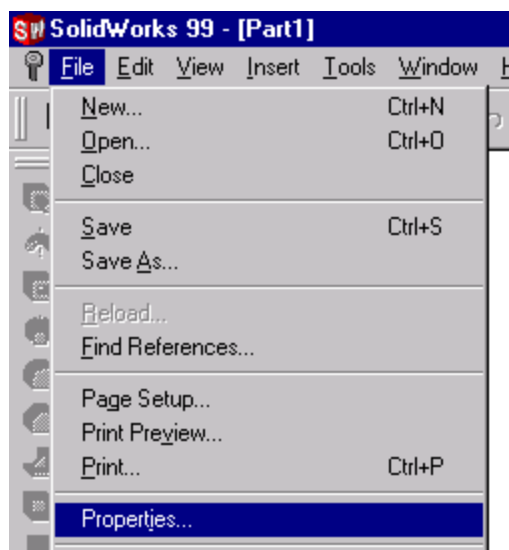 SW SolidWorks 99 - [Part1]
File Edit View Insert Tools Window H
New... Ctrl+N
Open... Ctrl+O
Close
Save Ctrl+S
Save As...
Reload...
Find References...
Page Setup...
Print Preview...
Print... Ctrl+P
Properties...